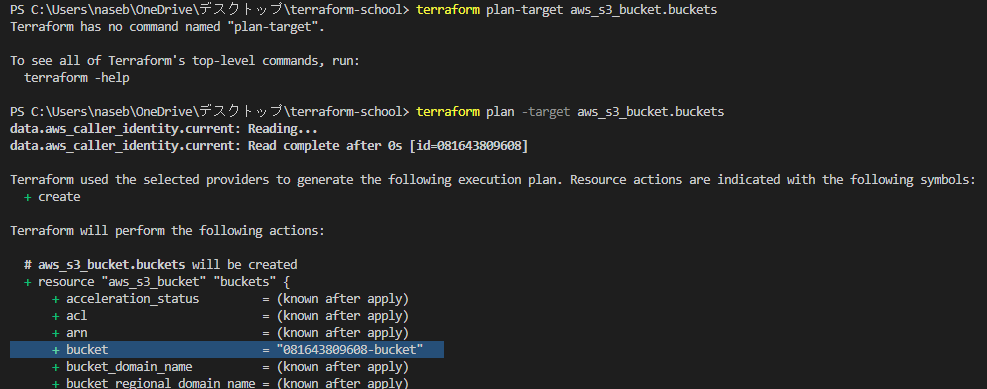 PS C:\Users\naseb\OneDrive\デスクトップ\terraform-school> terraform plan-target aws_s3_bucket.buckets
Terraform has no command named "plan-target".
To see all of Terraform's top-level commands, run:
  terraform -help
PS C:\Users\naseb\OneDrive\デスクトップ\terraform-school> terraform plan -target aws_s3_bucket.buckets
data.aws_caller_identity.current: Reading...
data.aws_caller_identity.current: Read complete after 0s [id=081643809608]
Terraform used the selected providers to generate the following execution plan. Resource actions are indicated with the following symbols:
  + create
Terraform will perform the following actions:
  # aws_s3_bucket.buckets will be created
  + resource "aws_s3_bucket" "buckets" {
      + acceleration_status         = (known after apply)
      + acl                         = (known after apply)
      + arn                         = (known after apply)
      + bucket                      = "081643809608-bucket"
      + bucket_domain_name          = (known after apply)
      + bucket_regional_domain_name = (known after apply)